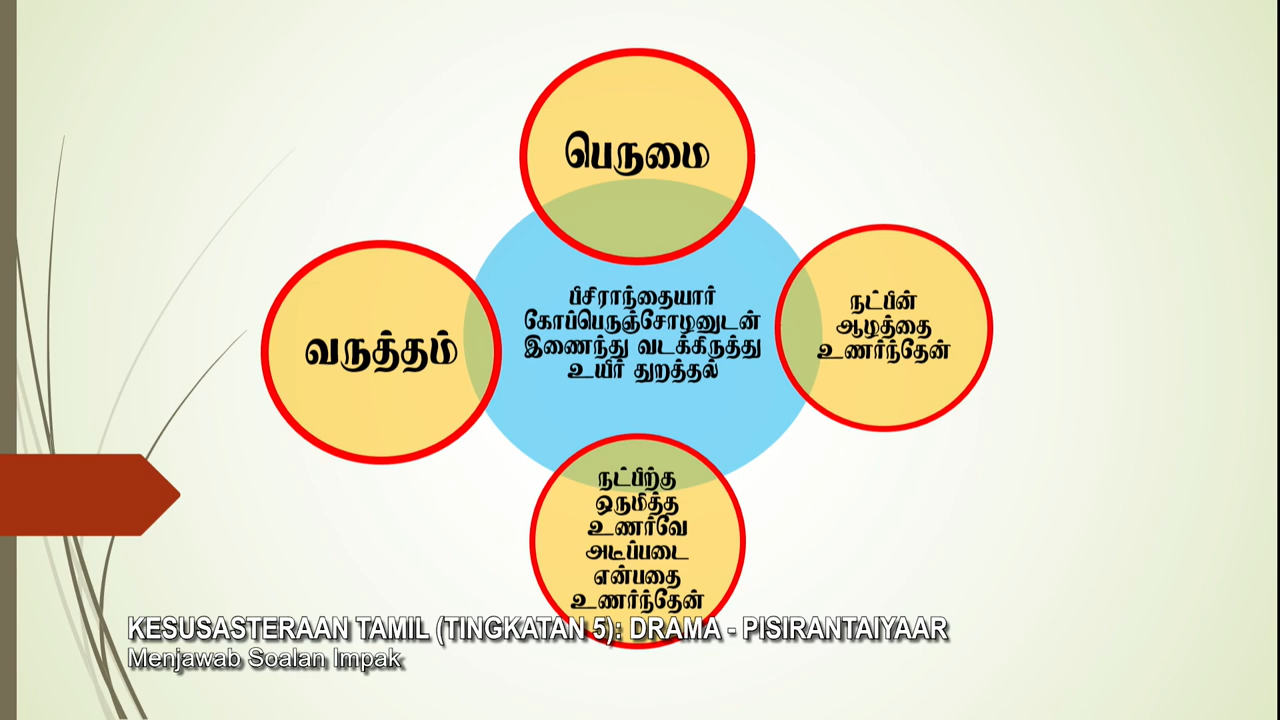 பெருமை
வருத்தம்
பிசிராந்தையார்
கோப்பெருஞ்சோழனுடன்
இணைந்து வடக்கிருத்து
உயிர் துறத்தல்
நட்பின்
ஆழத்தை
உணர்ந்தேன்
நட்பிற்கு
ஒருமித்த
உணர்வே
அடிப்படை
என்பதை
உணர்ந்தேன்
KESUSASTERAAN TAMIL (TINGKATAN 5): DRAMA - PISIRANTAIYAAR
Menjawab Soalan Impak